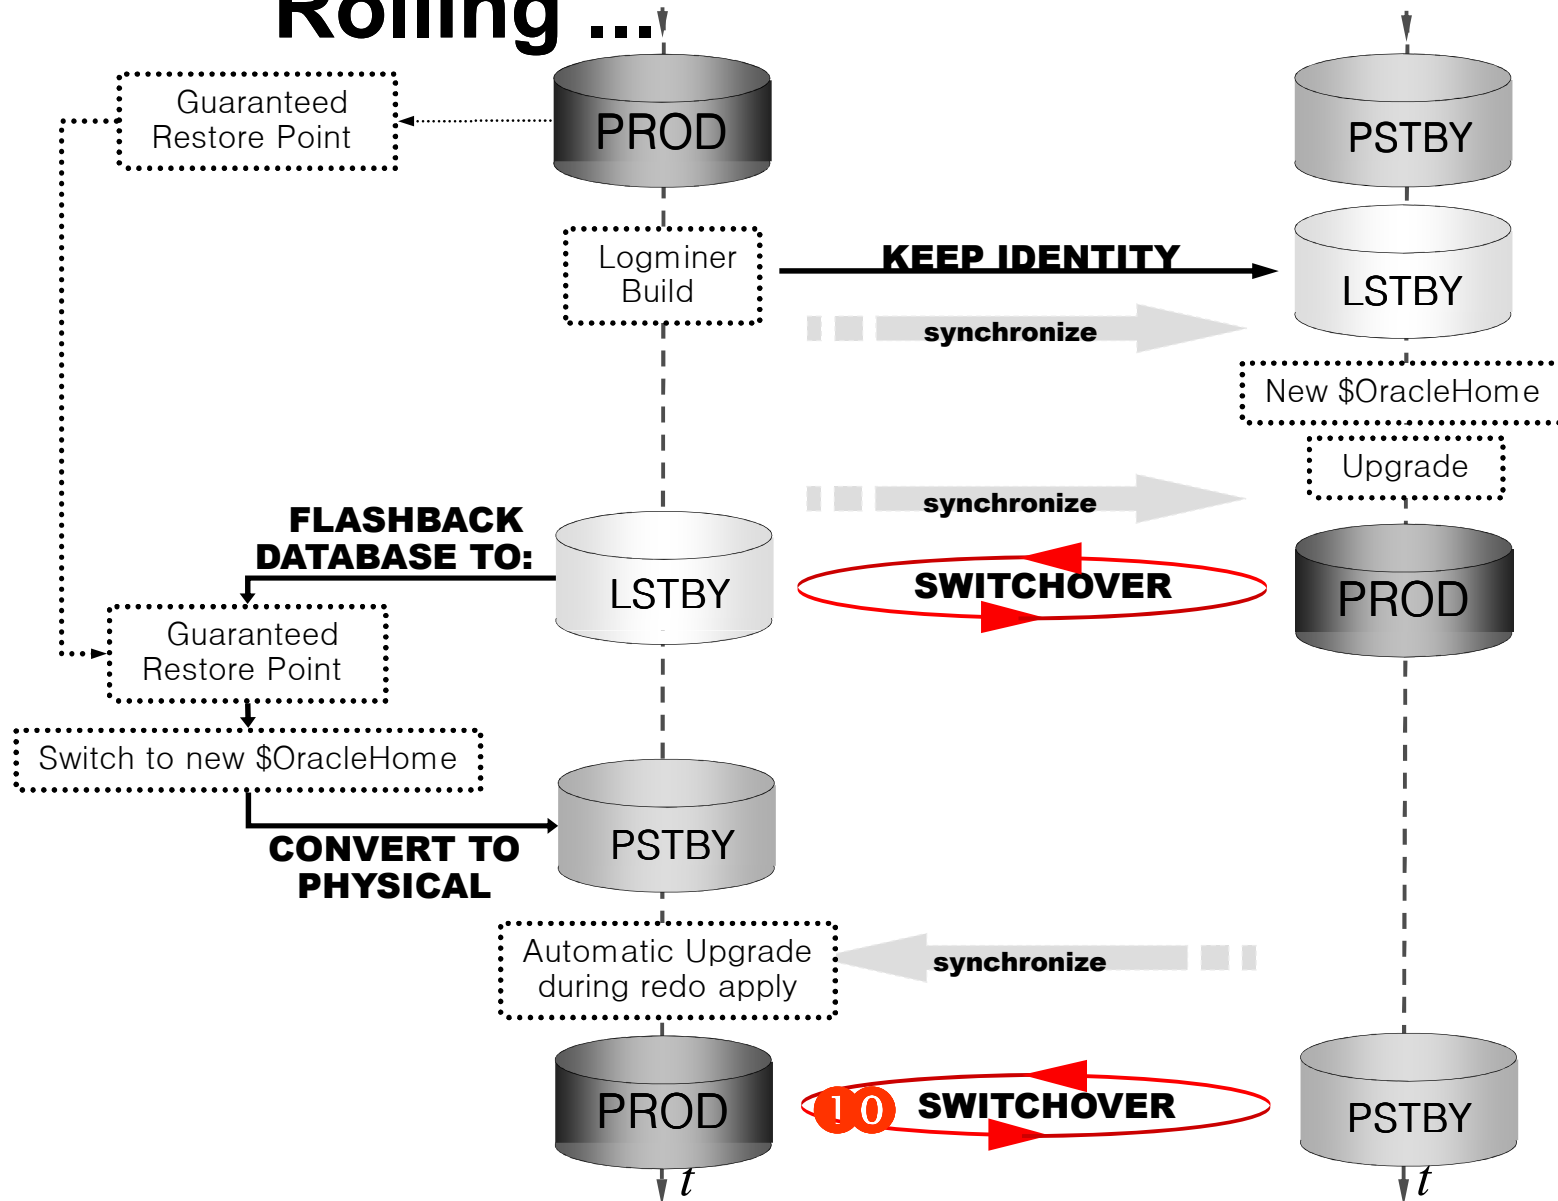 Rolling ...
Guaranteed
Restore Point
PROD
PSTBY
Logminer
Build
KEEP IDENTITY
LSTBY
synchronize
New $OracleHome
Upgrade
synchronize
FLASHBACK
DATABASE TO:
LSTBY
SWITCHOVER
PROD
Guaranteed
Restore Point
Switch to new $OracleHome
CONVERT TO
PHYSICAL
PSTBY
Automatic Upgrade
during redo apply
synchronize
PROD
10 SWITCHOVER
PSTBY
t
t